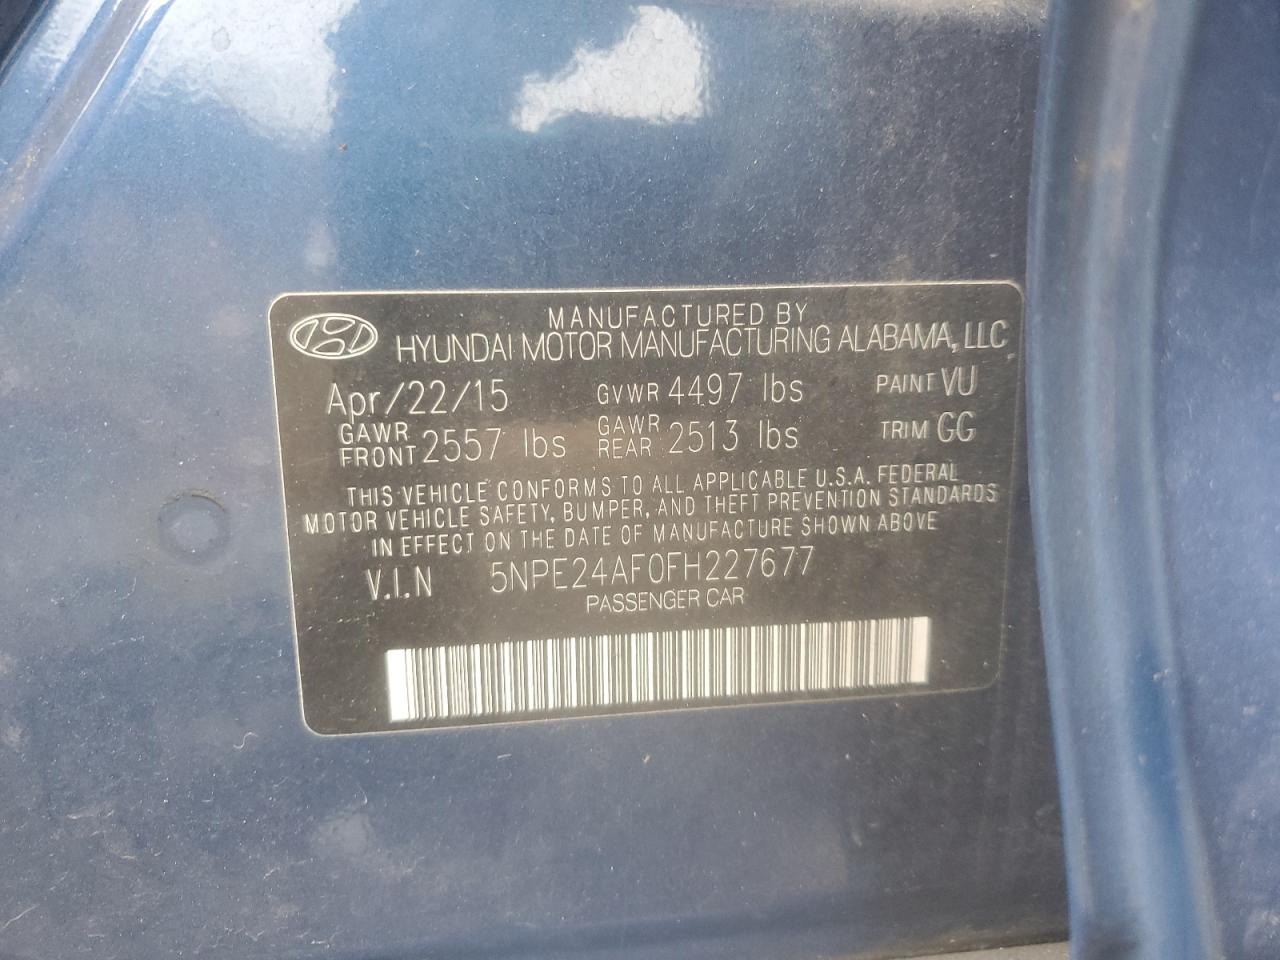 MANUFACTURED BY
HYUNDAI MOTOR MANUFACTURING ALABAMA, LLC
Apr/22/15 GVWR 4497 lbs PAINT VU
GAWR FRONT 2557 lbs GAWR REAR 2513 lbs TRIM GG
THIS VEHICLE CONFORMS TO ALL APPLICABLE U.S.A. FEDERAL
MOTOR VEHICLE SAFETY, BUMPER, AND THEFT PREVENTION STANDARDS
IN EFFECT ON THE DATE OF MANUFACTURE SHOWN ABOVE
V.I.N 5NPE24AF0FH227677
PASSENGER CAR